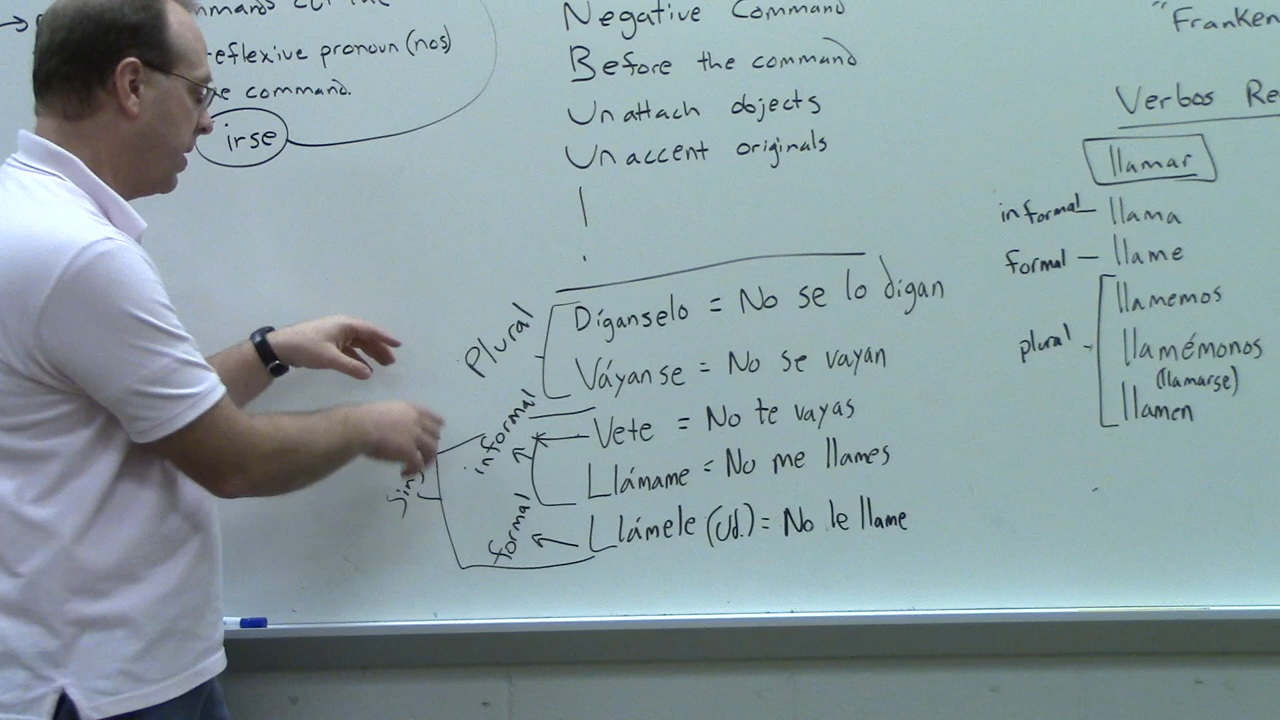 mmands
reflexive pronoun (nos)
command.
irse
Negative Command
Before the command
Unattach objects
Unaccent originals
!
Plural
Díganselo = No se lo digan
Váyanse = No se vayan
informal
Vete = No te vayas
Llámame = No me llames
formal
Llámele (Ud.) = No le llame
"Franken
Verbos Re
llamar
informal - llama
formal - llame
plural - llamemos
llamémonos
(llamarse)
llamen